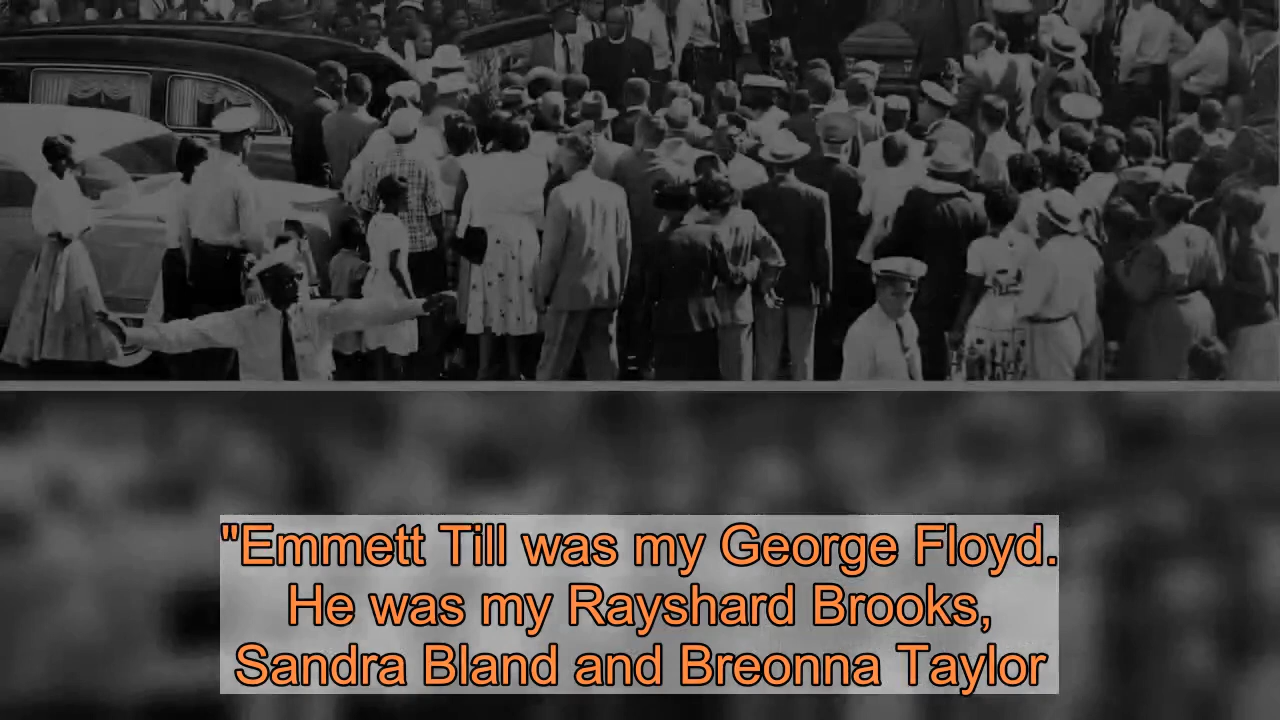 "Emmett Till was my George Floyd.
He was my Rayshard Brooks,
Sandra Bland and Breonna Taylor